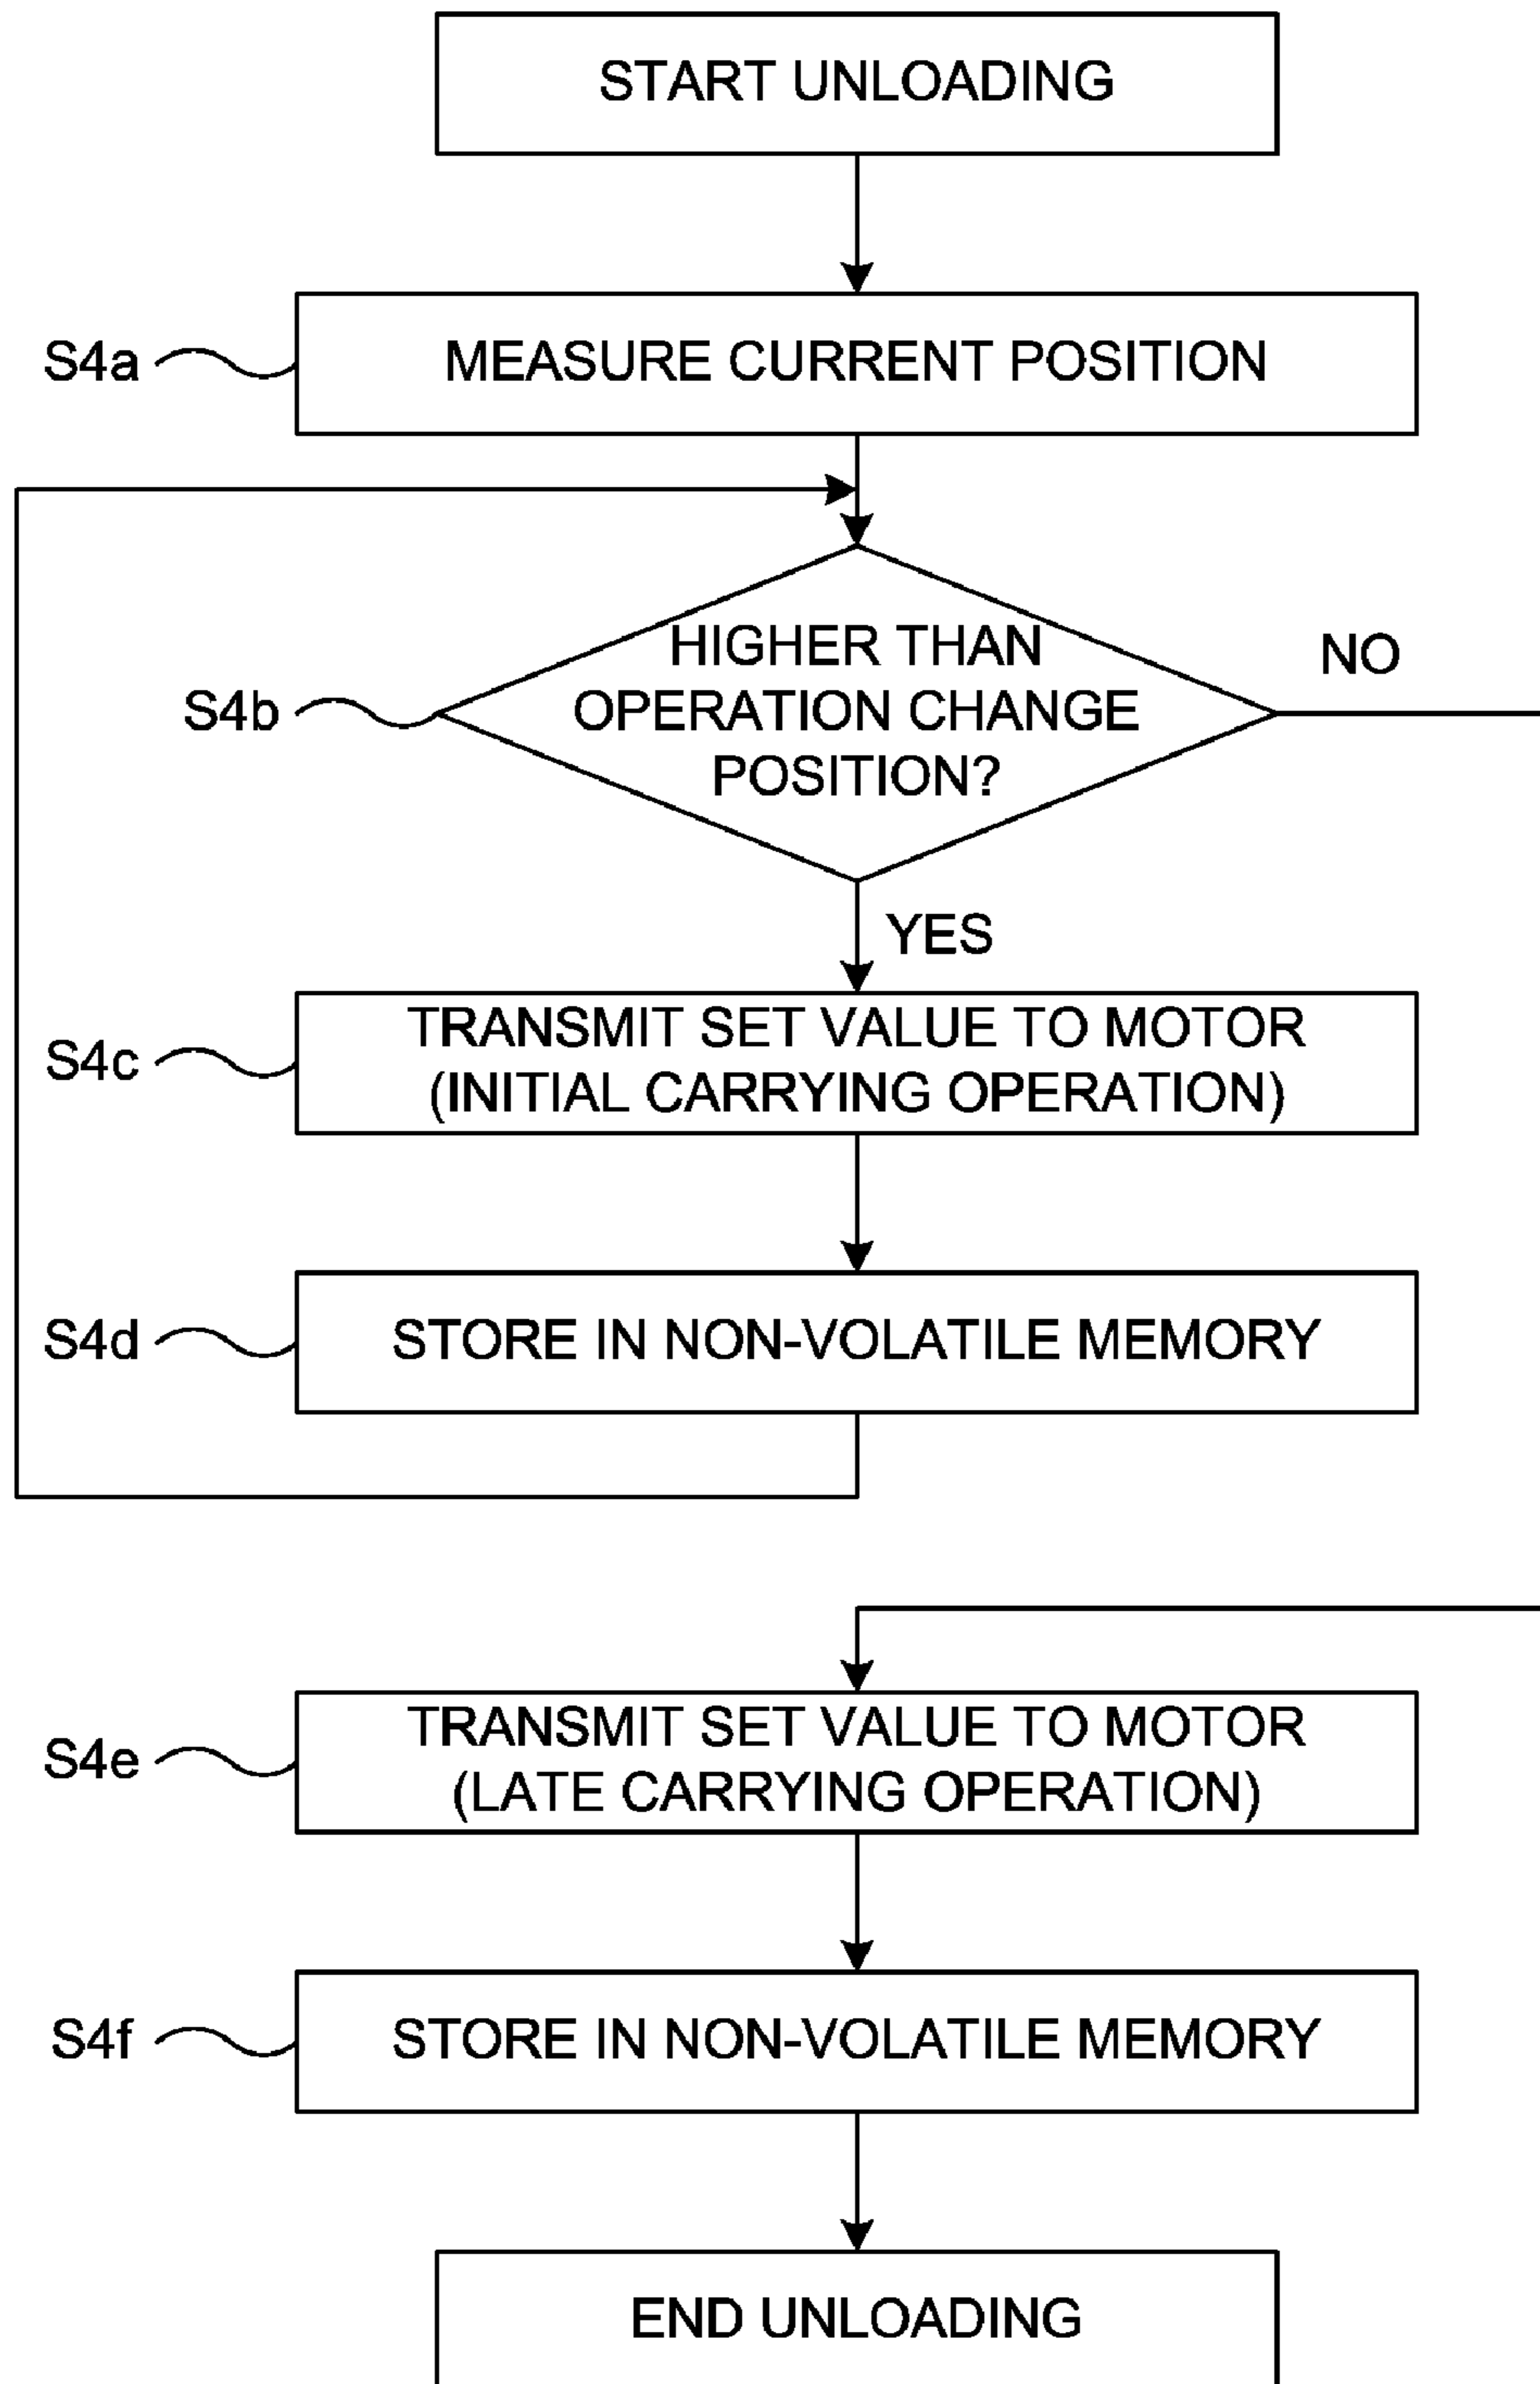 START UNLOADING
S4a
MEASURE CURRENT POSITION
S4b
HIGHER THAN
OPERATION CHANGE
POSITION?
NO
YES
S4c
TRANSMIT SET VALUE TO MOTOR
(INITIAL CARRYING OPERATION)
S4d
STORE IN NON-VOLATILE MEMORY
S4e
TRANSMIT SET VALUE TO MOTOR
(LATE CARRYING OPERATION)
S4f
STORE IN NON-VOLATILE MEMORY
END UNLOADING